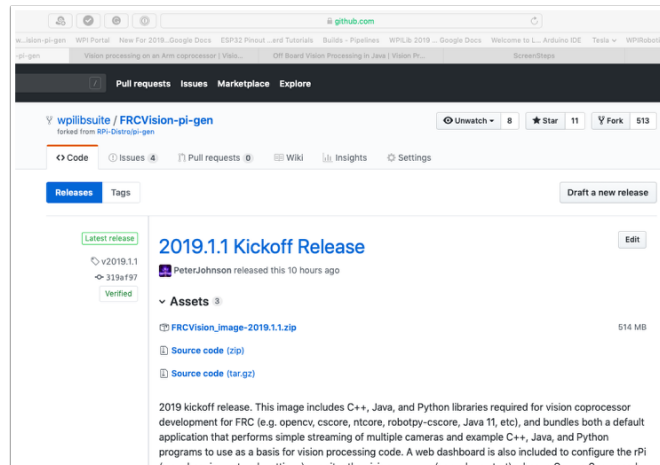 github.com
w...ision-pi-gen WPI Portal New For 2019...Google Docs ESP32 Pinout ...erd Tutorials Builds - Pipelines WPILib 2019 ... Google Docs Welcome to L... Arduino IDE Tesla WPIRoboti
-pi-gen Vision processing on an Arm coprocessor | Visio... Off Board Vision Processing in Java | Vision Pr... ScreenSteps
/ Pull requests Issues Marketplace Explore
wpilibsuite / FRCVision-pi-gen Unwatch 8 Star 11 Fork 513
forked from RPi-Distro/pi-gen
Code Issues 4 Pull requests 0 Wiki Insights Settings
Releases Tags Draft a new release
Latest release 2019.1.1 Kickoff Release Edit
v2019.1.1 PeterJohnson released this 10 hours ago
319af97
Verified Assets 3
FRCVision_image-2019.1.1.zip 514 MB
Source code (zip)
Source code (tar.gz)
2019 kickoff release. This image includes C++, Java, and Python libraries required for vision coprocessor
development for FRC (e.g. opencv, cscore, ntcore, robotpy-cscore, Java 11, etc), and bundles both a default
application that performs simple streaming of multiple cameras and example C++, Java, and Python
programs to use as a basis for vision processing code. A web dashboard is also included to configure the rPi